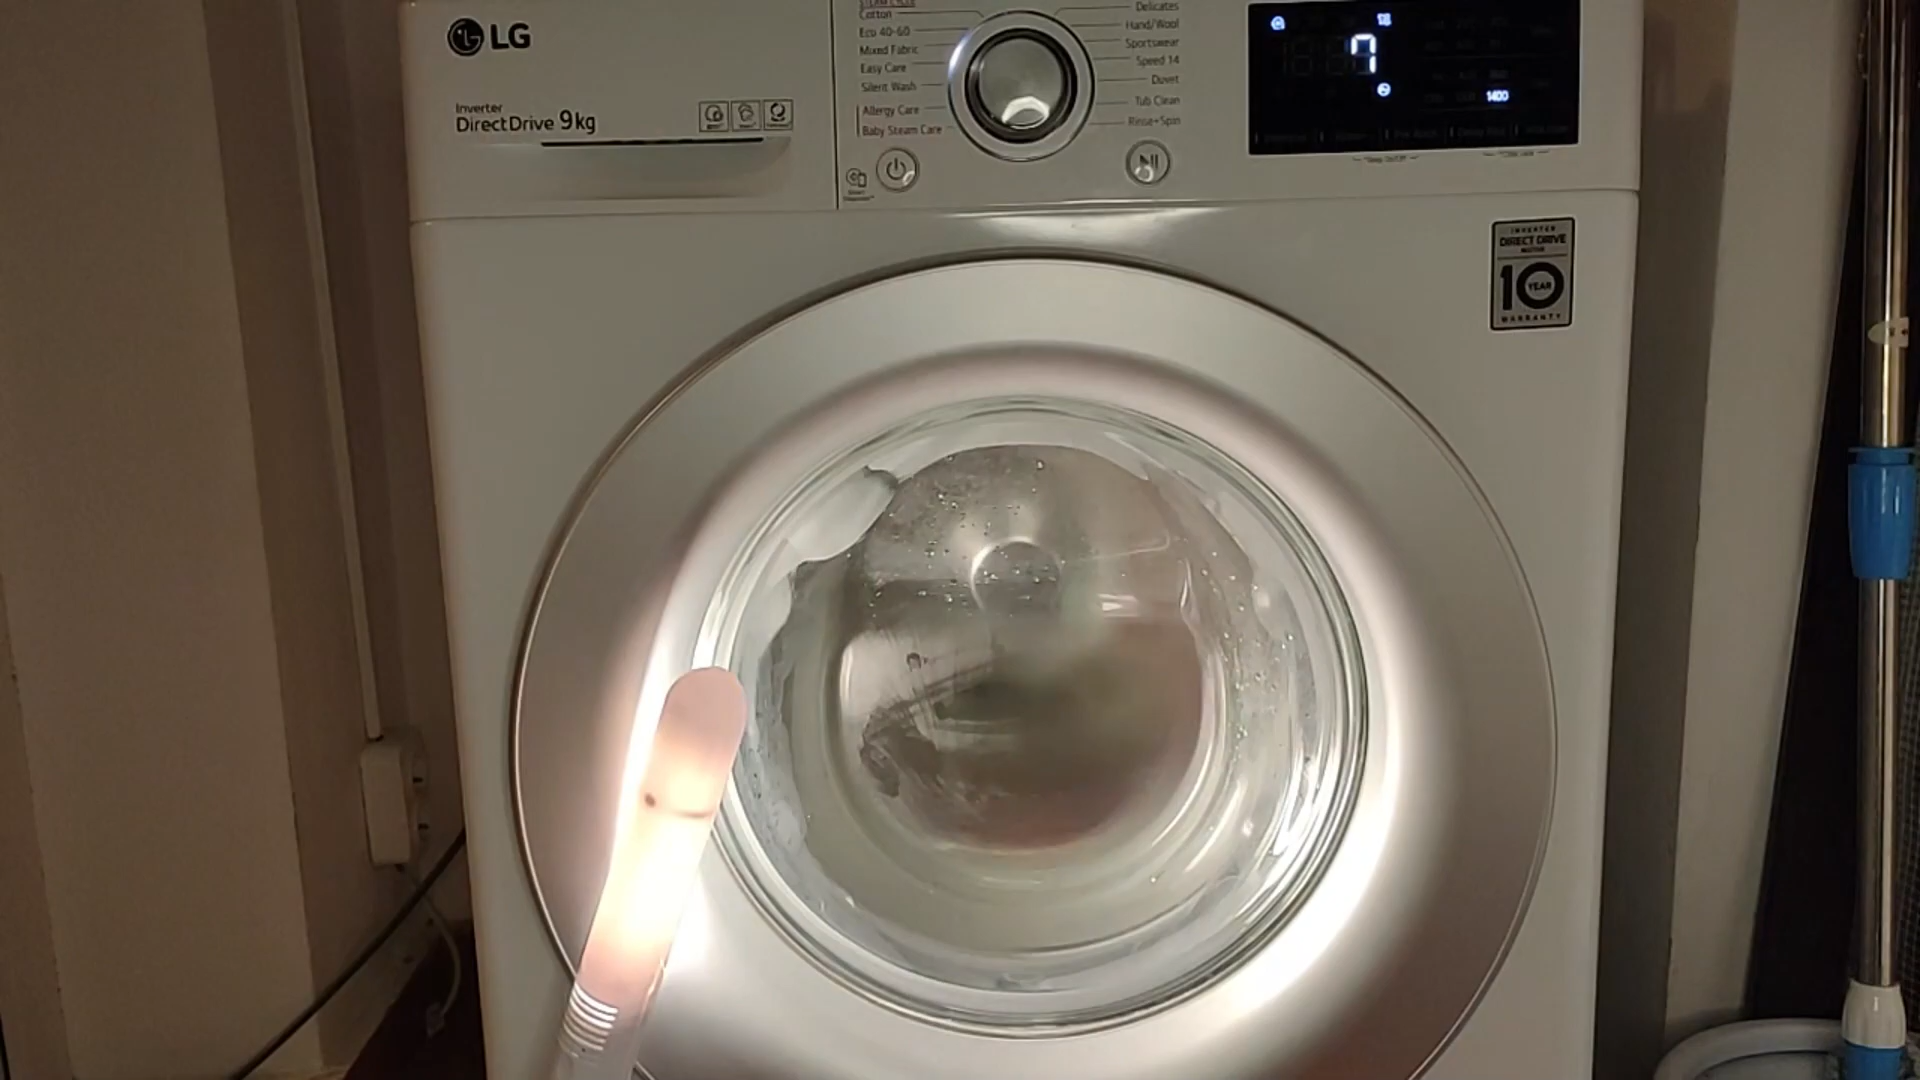 LG
Inverter
DirectDrive 9kg
STEAM CYCLE
Cotton
Eco 40-60
Mixed Fabric
Easy Care
Silent Wash
Allergy Care
Baby Steam Care
Delicates
Hand/Wool
Sportswear
Speed 14
Duvet
Tub Clean
Rinse+Spin
7
1400
INVERTER
DIRECT DRIVE
MOTOR
10
YEAR
WARRANTY